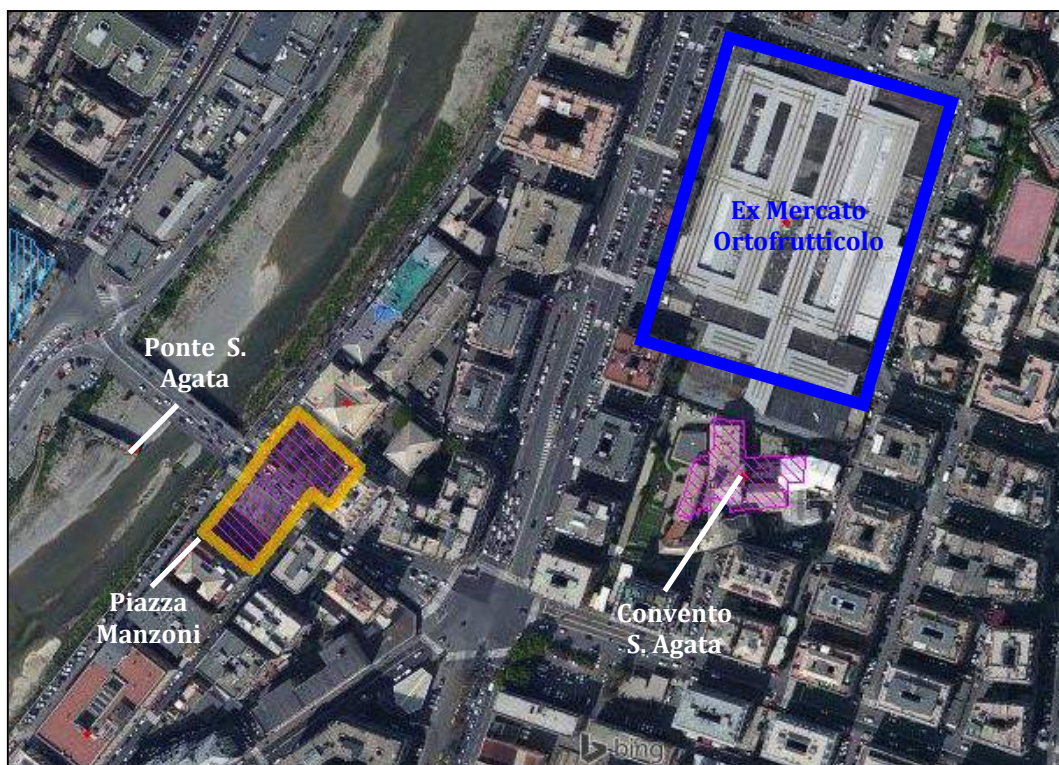 Ex Mercato
Ortofrutticolo
Ponte S.
Agata
Piazza
Manzoni
Convento
S. Agata
bing